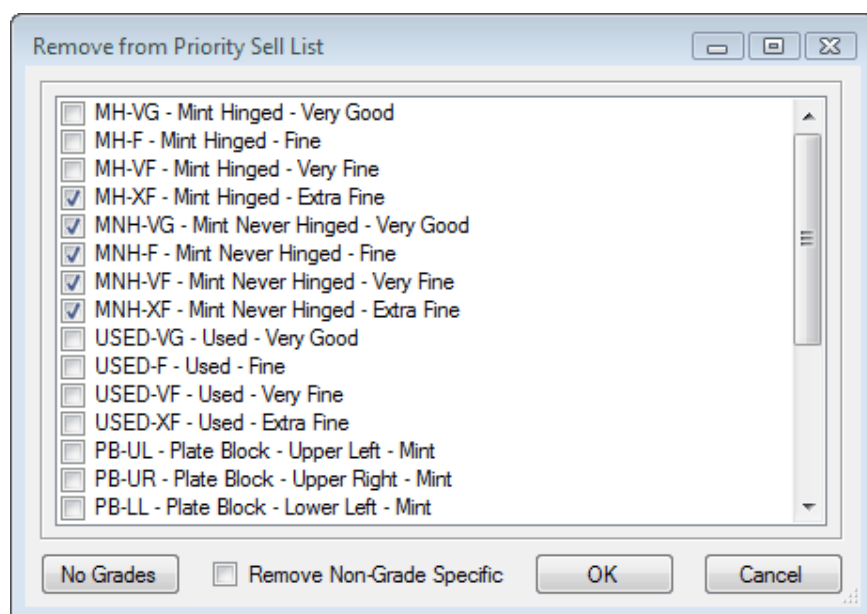 Remove from Priority Sell List
MH-VG - Mint Hinged - Very Good
MH-F - Mint Hinged - Fine
MH-VF - Mint Hinged - Very Fine
MH-XF - Mint Hinged - Extra Fine
MNH-VG - Mint Never Hinged - Very Good
MNH-F - Mint Never Hinged - Fine
MNH-VF - Mint Never Hinged - Very Fine
MNH-XF - Mint Never Hinged - Extra Fine
USED-VG - Used - Very Good
USED-F - Used - Fine
USED-VF - Used - Very Fine
USED-XF - Used - Extra Fine
PB-UL - Plate Block - Upper Left - Mint
PB-UR - Plate Block - Upper Right - Mint
PB-LL - Plate Block - Lower Left - Mint
No Grades Remove Non-Grade Specific OK Cancel